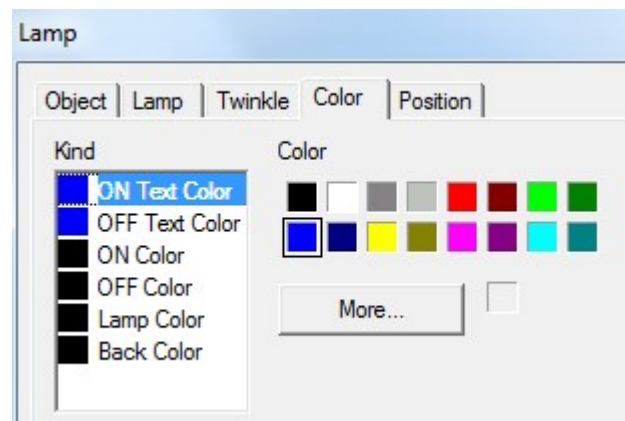 Lamp
Object Lamp Twinkle Color Position
Kind Color
ON Text Color
OFF Text Color
ON Color
OFF Color
Lamp Color
Back Color
More...